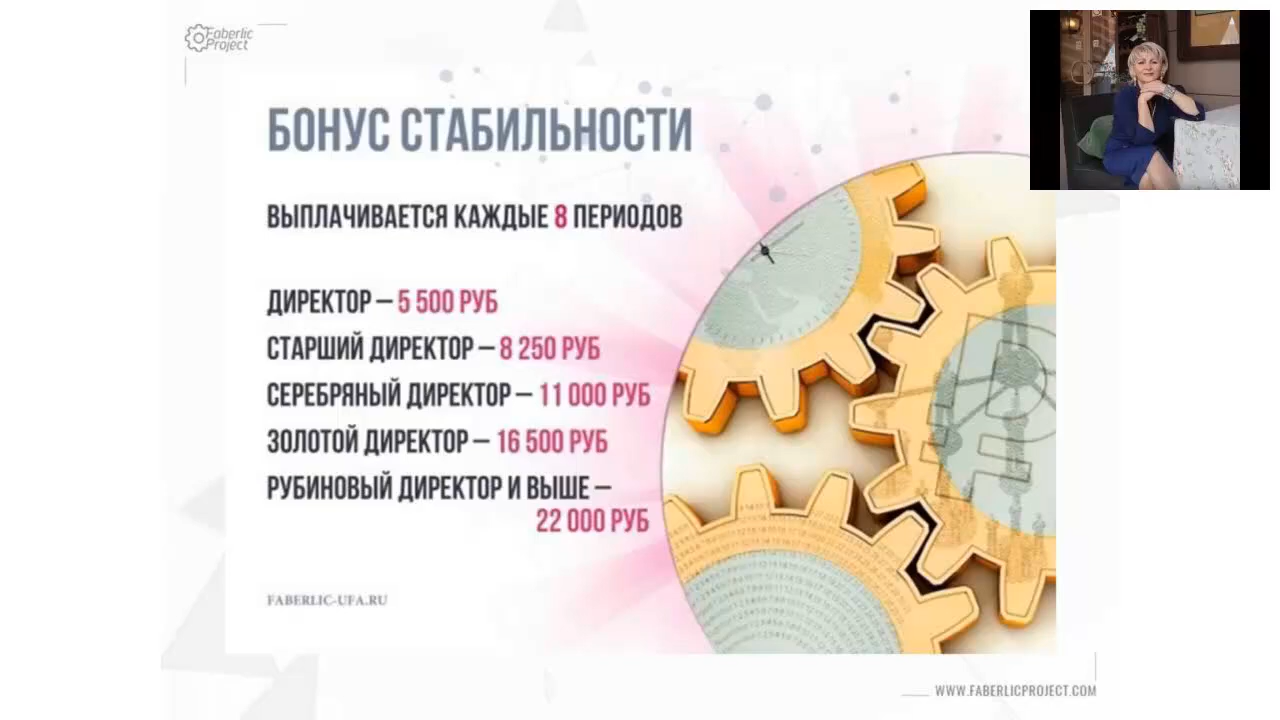 Faberlic
Project
БОНУС СТАБИЛЬНОСТИ
ВЫПЛАЧИВАЕТСЯ КАЖДЫЕ 8 ПЕРИОДОВ
ДИРЕКТОР – 5 500 РУБ
СТАРШИЙ ДИРЕКТОР – 8 250 РУБ
СЕРЕБРЯНЫЙ ДИРЕКТОР – 11 000 РУБ
ЗОЛОТОЙ ДИРЕКТОР – 16 500 РУБ
РУБИНОВЫЙ ДИРЕКТОР И ВЫШЕ –
22 000 РУБ
FABERLIC-UFA.RU
WWW.FABERLICPROJECT.COM